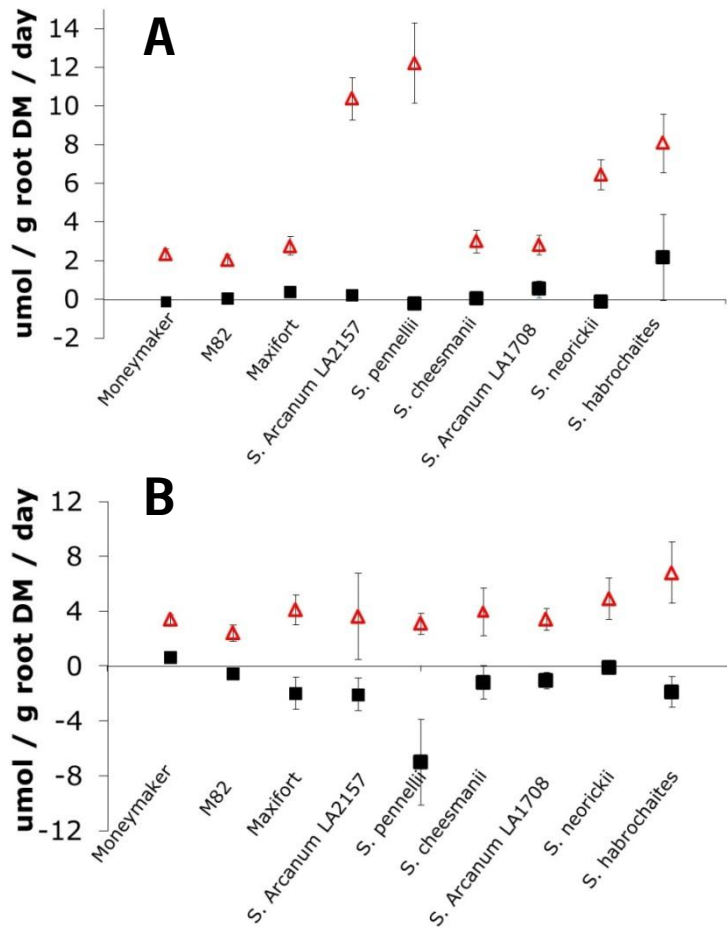 A
umol / g root DM / day
14
12
10
8
6
4
2
0
-2
Moneymaker
M82
Maxifort
S. Arcanum LA2157
S. pennellii
S. cheesmanii
S. Arcanum LA1708
S. neorickii
S. habrochaites
B
umol / g root DM / day
12
8
4
0
-4
-8
-12
Moneymaker
M82
Maxifort
S. Arcanum LA2157
S. pennellii
S. cheesmanii
S. Arcanum LA1708
S. neorickii
S. habrochaites